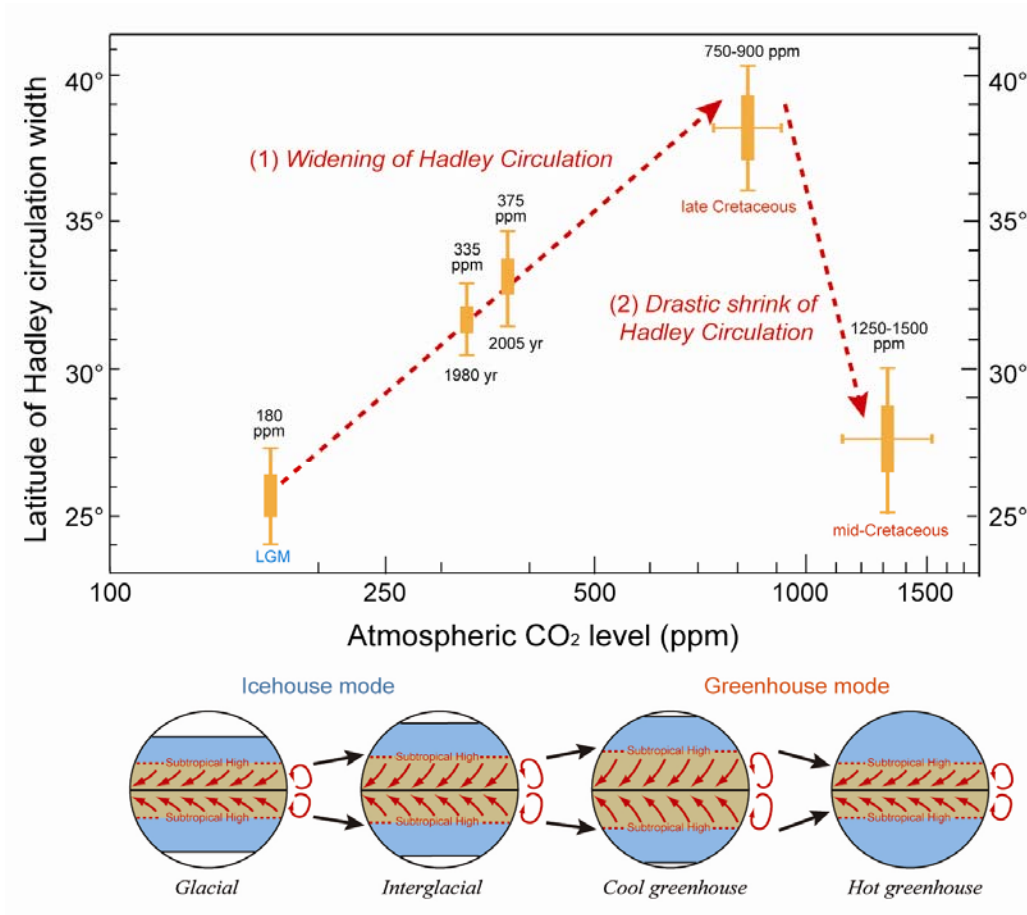 750-900 ppm
40°
40°
(1) Widening of Hadley Circulation
375
ppm
late Cretaceous
35°
35°
335
ppm
(2) Drastic shrink of
Hadley Circulation
1250-1500
ppm
2005 yr
1980 yr
30°
30°
180
ppm
25°
25°
mid-Cretaceous
LGM
Latitude of Hadley circulation width
100
250
500
1000
1500
Atmospheric CO₂ level (ppm)
Icehouse mode
Greenhouse mode
Subtropical High
Subtropical High
Subtropical High
Subtropical High
Subtropical High
Subtropical High
Subtropical High
Subtropical High
Glacial
Interglacial
Cool greenhouse
Hot greenhouse